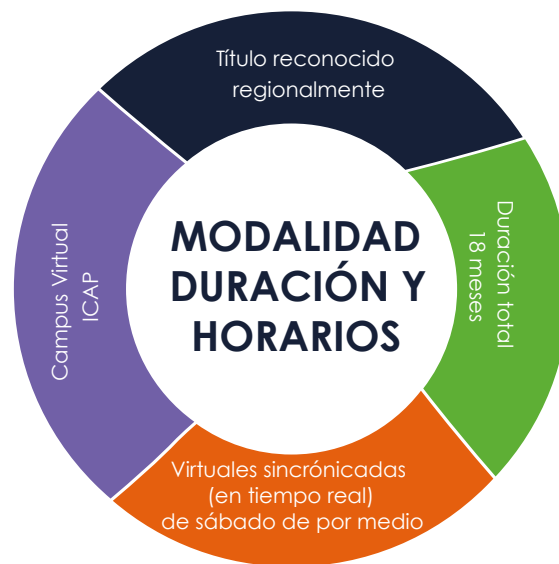 Título reconocido
regionalmente
Duración total
18 meses
Virtuales sincrónicadas
(en tiempo real)
de sábado de por medio
Campus Virtual
ICAP
MODALIDAD
DURACIÓN Y
HORARIOS